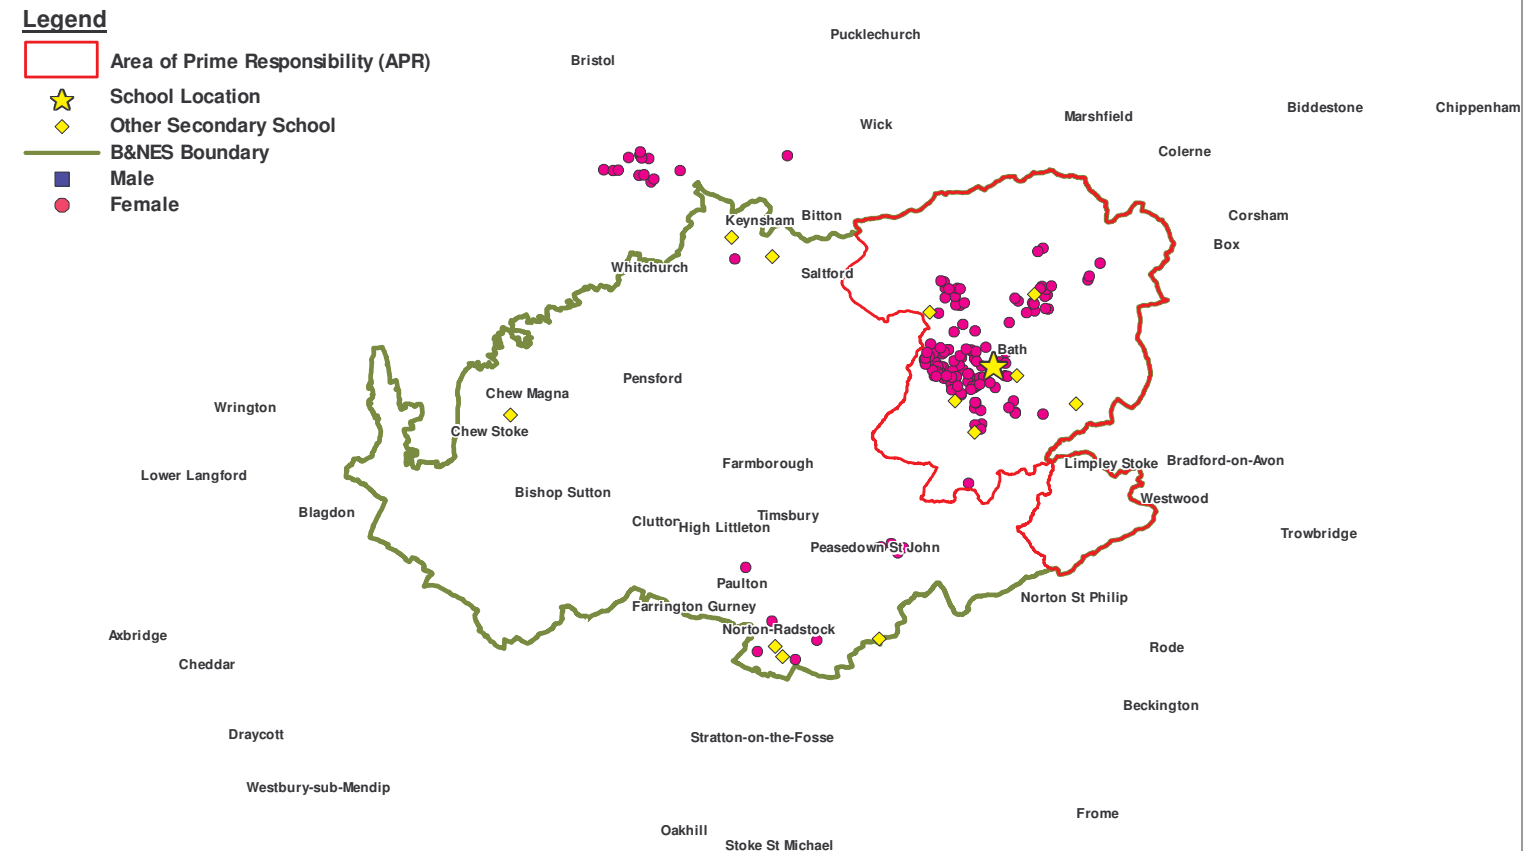 Legend
Area of Prime Responsibility (APR)
School Location
Other Secondary School
B&NES Boundary
Male
Female
Pucklechurch
Bristol
Biddestone
Chippenham
Marshfield
Wick
Colerne
Corsham
Bitton
Keynsham
Box
Whitchurch
Saltford
Bath
Pensford
Chew Magna
Wrington
Chew Stoke
Farmborough
Limpley Stoke
Bradford-on-Avon
Lower Langford
Bishop Sutton
Westwood
Blagdon
Timsbury
Clutton
High Littleton
Trowbridge
Peasedown St John
Paulton
Norton St Philip
Farrington Gurney
Norton-Radstock
Axbridge
Rode
Cheddar
Beckington
Draycott
Stratton-on-the-Fosse
Westbury-sub-Mendip
Frome
Oakhill
Stoke St Michael